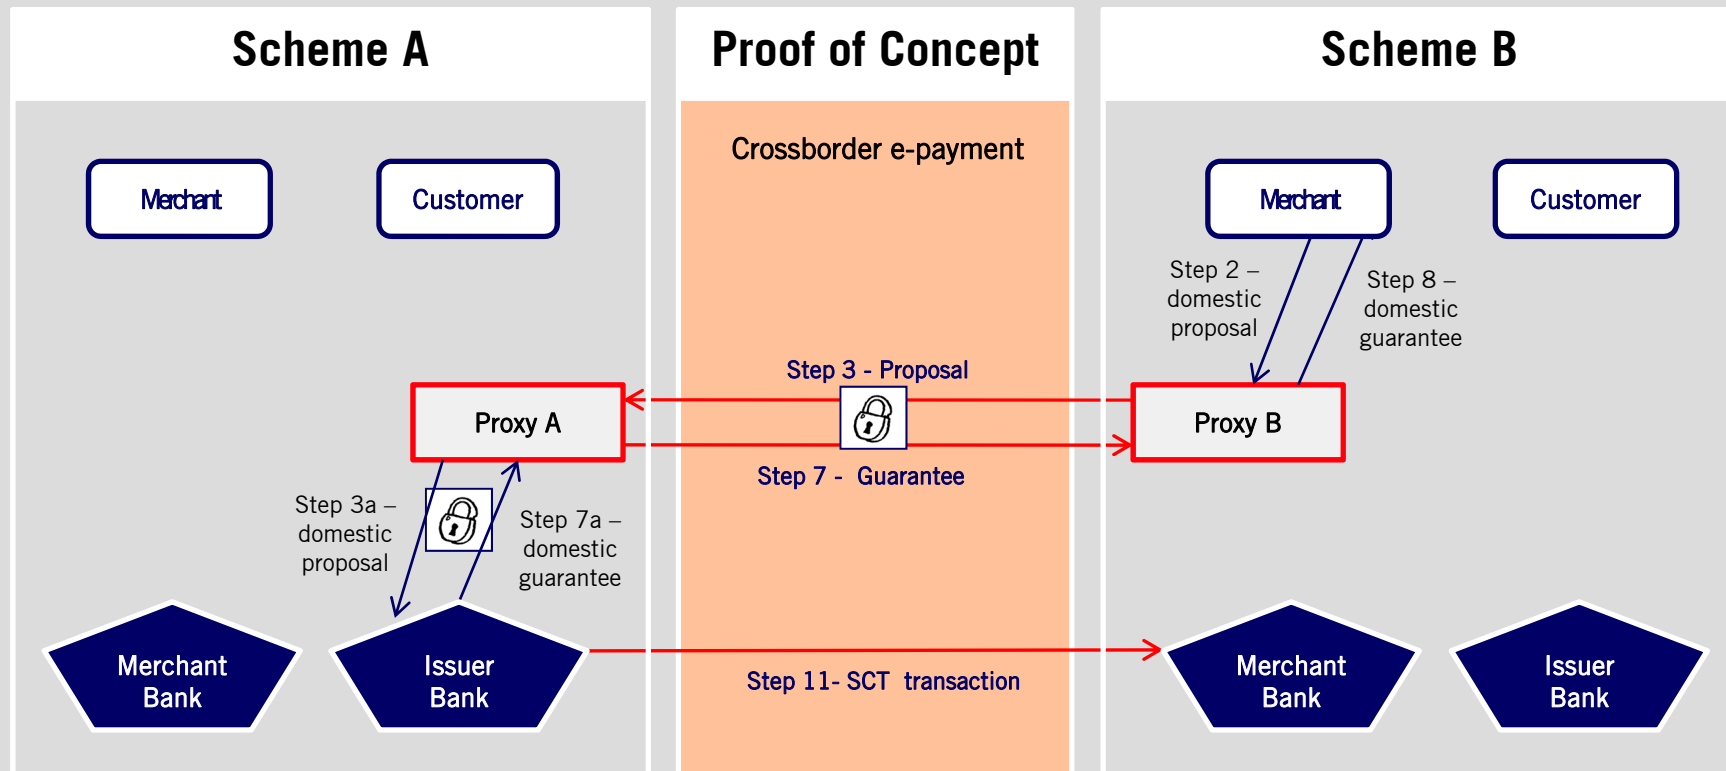 Scheme A
Proof of Concept
Scheme B
Crossborder e-payment
Merchant
Customer
Merchant
Customer
Step 2 –
domestic
proposal
Step 8 –
domestic
guarantee
Step 3 - Proposal
Proxy A
Proxy B
Step 7 - Guarantee
Step 3a –
domestic
proposal
Step 7a –
domestic
guarantee
Merchant
Bank
Issuer
Bank
Step 11- SCT transaction
Merchant
Bank
Issuer
Bank